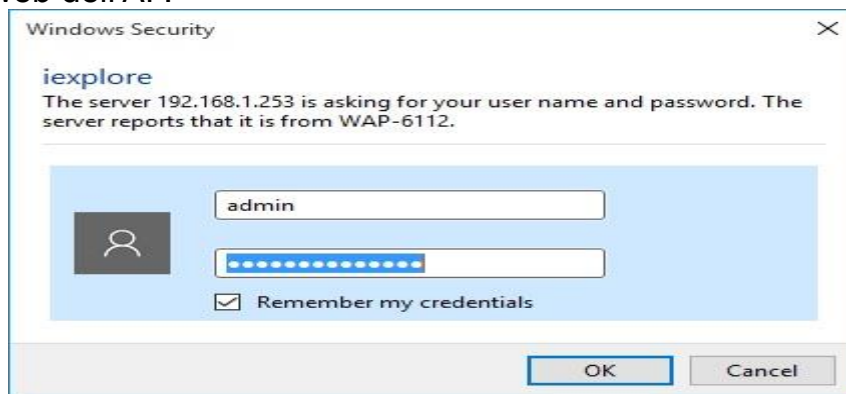 Windows Security
iexplore
The server 192.168.1.253 is asking for your user name and password. The
server reports that it is from WAP-6112.
admin
Remember my credentials
OK
Cancel